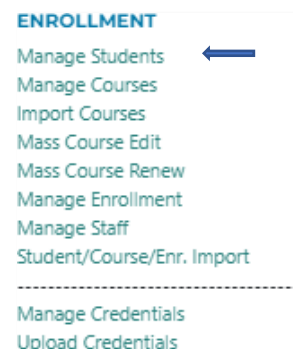 ENROLLMENT
Manage Students
Manage Courses
Import Courses
Mass Course Edit
Mass Course Renew
Manage Enrollment
Manage Staff
Student/Course/Enr. Import
-----------------------------------
Manage Credentials
Upload Credentials